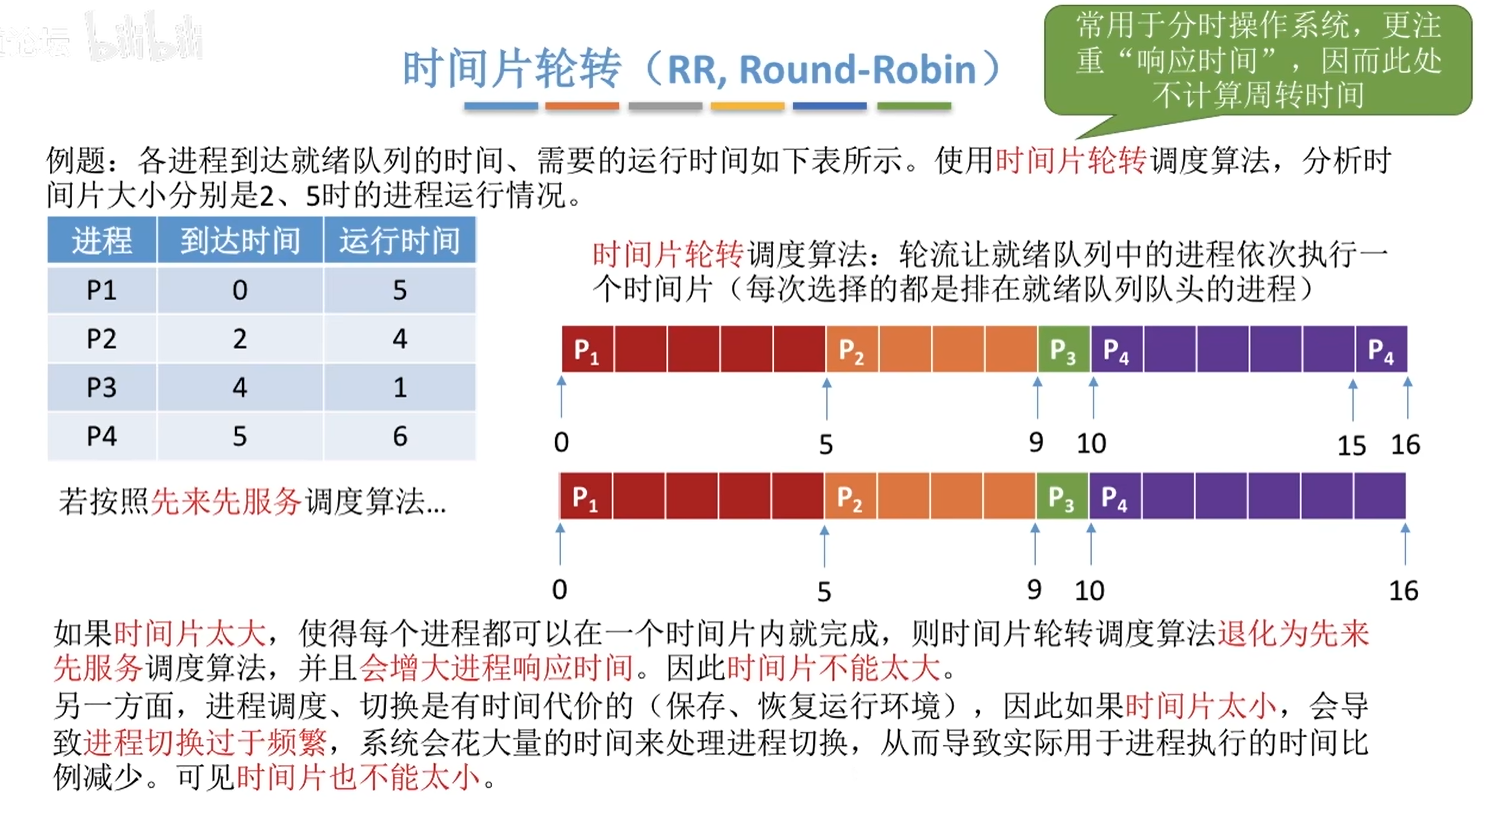 论坛 bilibili
常用于分时操作系统，更注
重“响应时间”，因而此处
不计算周转时间
时间片轮转（RR, Round-Robin）
例题：各进程到达就绪队列的时间、需要的运行时间如下表所示。使用时间片轮转调度算法，分析时
间片大小分别是2、5时的进程运行情况。
进程 到达时间 运行时间
P1 0 5
P2 2 4
P3 4 1
P4 5 6
时间片轮转调度算法：轮流让就绪队列中的进程依次执行一
个时间片（每次选择的都是排在就绪队列队头的进程）
P1 P2 P3 P4 P4
0 5 9 10 15 16
若按照先来先服务调度算法...
P1 P2 P3 P4
0 5 9 10 16
如果时间片太大，使得每个进程都可以在一个时间片内就完成，则时间片轮转调度算法退化为先来
先服务调度算法，并且会增大进程响应时间。因此时间片不能太大。
另一方面，进程调度、切换是有时间代价的（保存、恢复运行环境），因此如果时间片太小，会导
致进程切换过于频繁，系统会花大量的时间来处理进程切换，从而导致实际用于进程执行的时间比
例减少。可见时间片也不能太小。